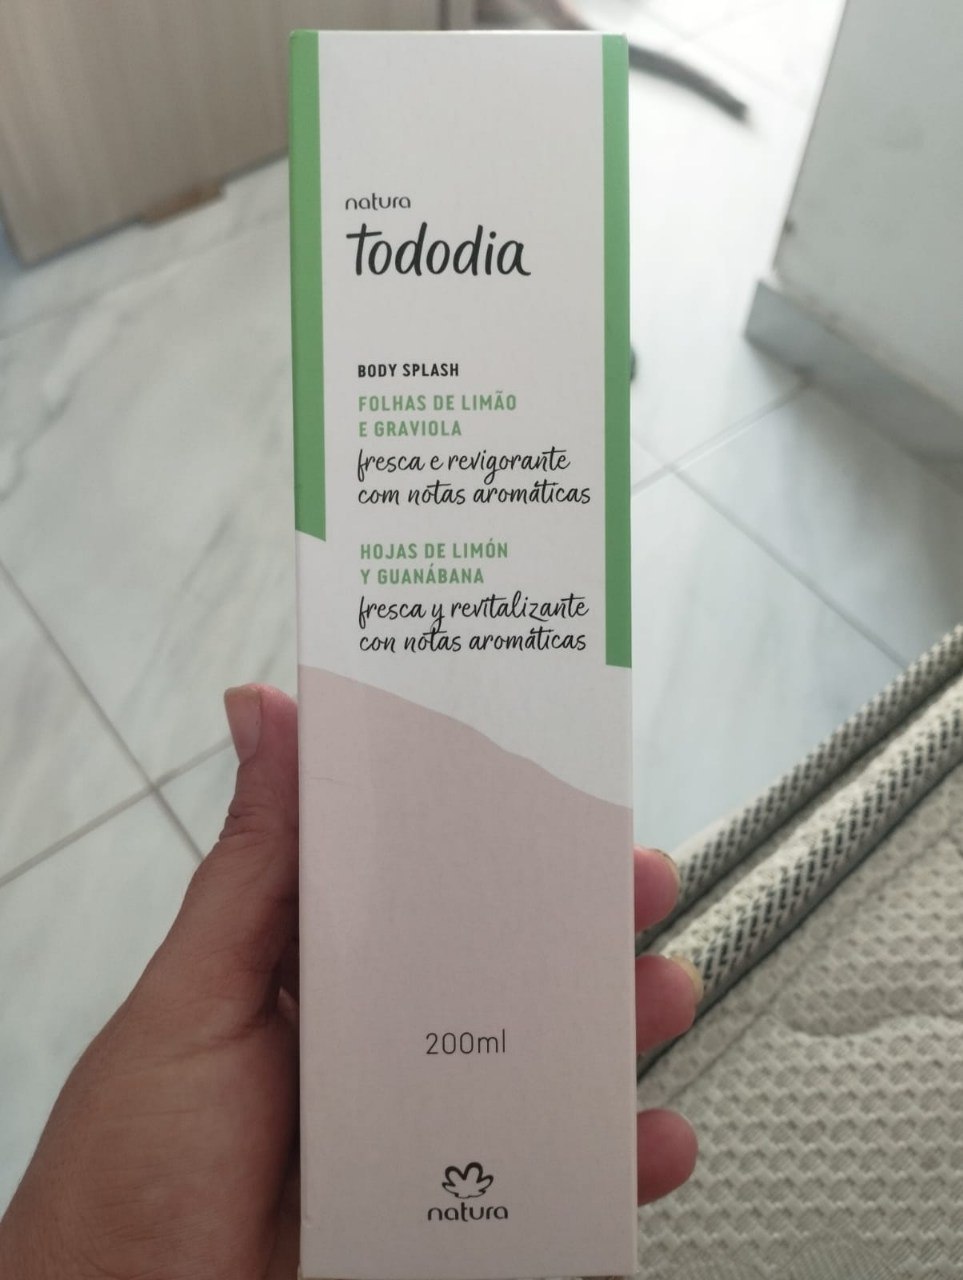 natura
tododia
BODY SPLASH
FOLHAS DE LIMÃO
E GRAVIOLA
fresca e revigorante
com notas aromáticas
HOJAS DE LIMÓN
Y GUANÁBANA
fresca y revitalizante
con notas aromáticas
200ml
natura